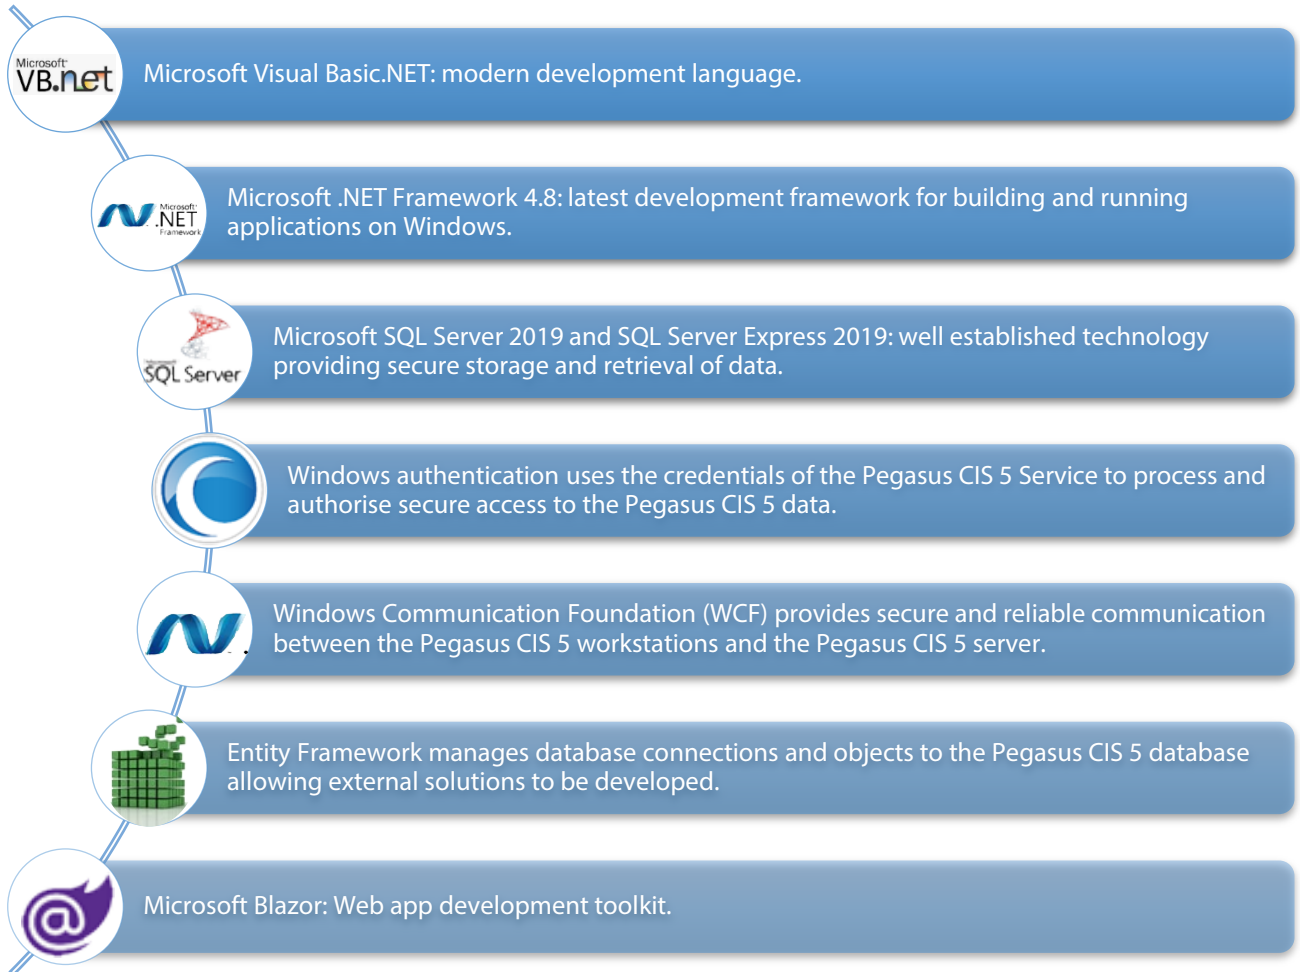 Microsoft
VB.net
Microsoft Visual Basic.NET: modern development language.
Microsoft
.NET
Framework
Microsoft .NET Framework 4.8: latest development framework for building and running
applications on Windows.
Microsoft
SQL Server
Microsoft SQL Server 2019 and SQL Server Express 2019: well established technology
providing secure storage and retrieval of data.
Windows authentication uses the credentials of the Pegasus CIS 5 Service to process and
authorise secure access to the Pegasus CIS 5 data.
Windows Communication Foundation (WCF) provides secure and reliable communication
between the Pegasus CIS 5 workstations and the Pegasus CIS 5 server.
Entity Framework manages database connections and objects to the Pegasus CIS 5 database
allowing external solutions to be developed.
@
Microsoft Blazor: Web app development toolkit.